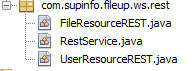 com.supinfo.fileup.ws.rest
FileResourceREST.java
RestService.java
UserResourceREST.java